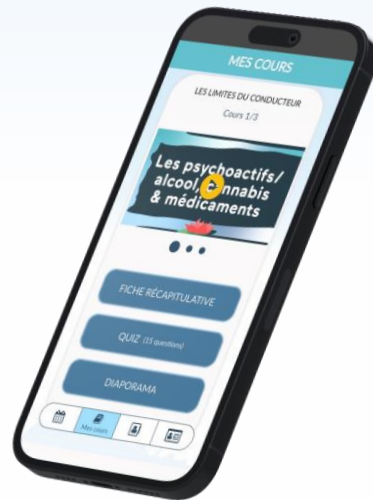 MES COURS
LES LIMITES DU CONDUCTEUR
Cours 1/3
Les psychoactifs/
alcool, cannabis
& médicaments
FICHE RÉCAPITULATIVE
QUIZ (15 questions)
DIAPORAMA
Mes cours